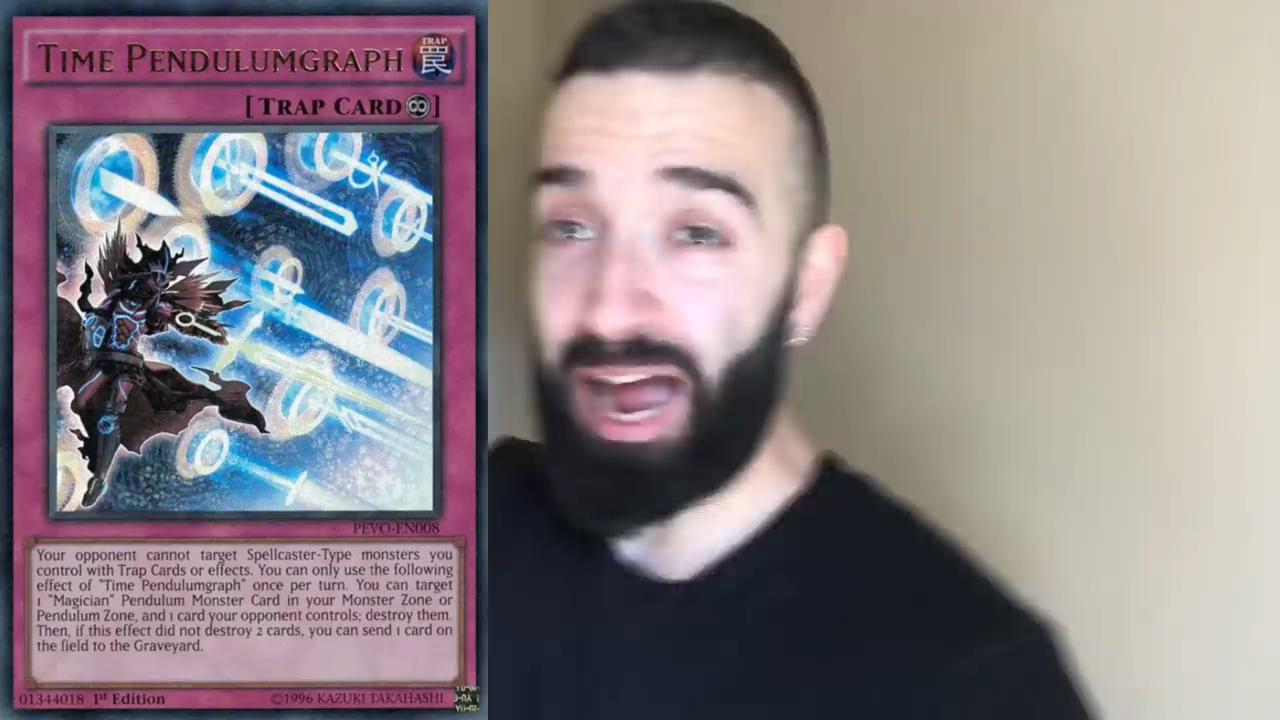 TIME PENDULUMGRAPH
TRAP
罠
[TRAP CARD]
PEVO-EN008
Your opponent cannot target Spellcaster-Type monsters you
control with Trap Cards or effects. You can only use the following
effect of "Time Pendulumgraph" once per turn. You can target
1 "Magician" Pendulum Monster Card in your Monster Zone or
Pendulum Zone, and 1 card your opponent controls; destroy them.
Then, if this effect did not destroy 2 cards, you can send 1 card on
the field to the Graveyard.
01344018 1st Edition ©1996 KAZUKI TAKAHASHI